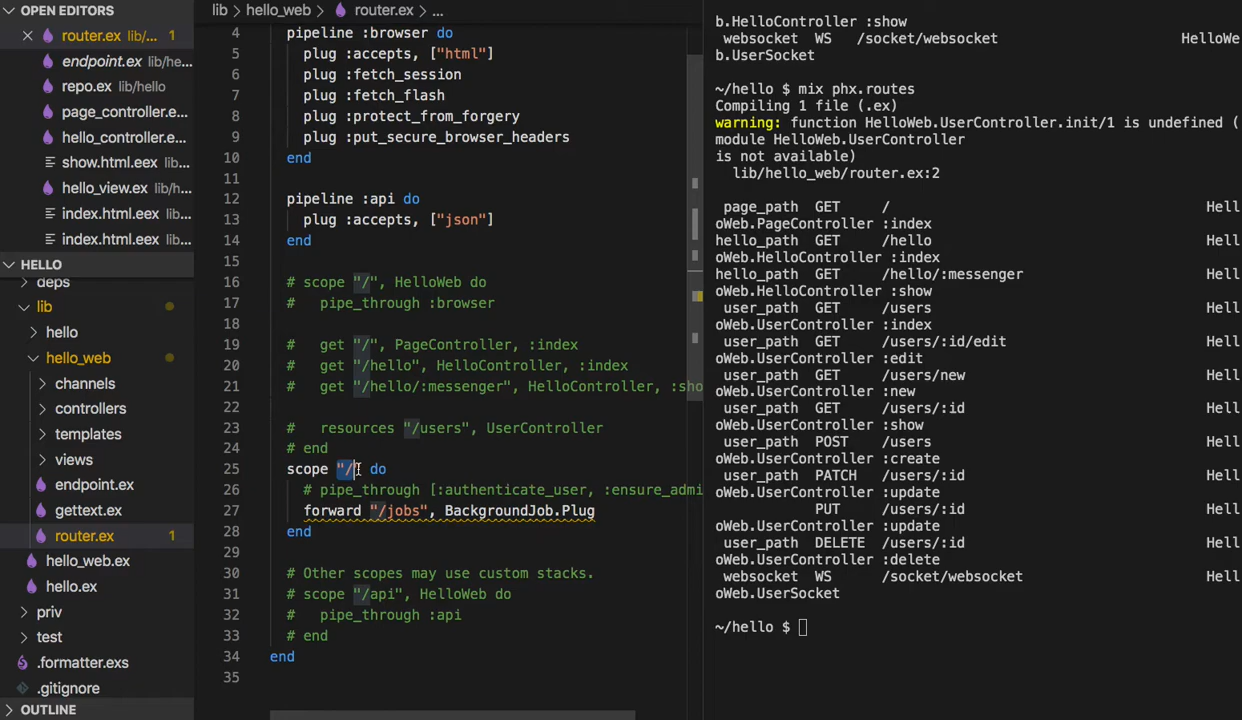 OPEN EDITORS
router.ex lib/... 1
endpoint.ex lib/he...
repo.ex lib/hello
page_controller.e...
hello_controller.e...
show.html.eex lib...
hello_view.ex lib/h...
index.html.eex lib...
index.html.eex lib...
HELLO
deps
lib
hello
hello_web
channels
controllers
templates
views
endpoint.ex
gettext.ex
router.ex 1
hello_web.ex
hello.ex
priv
test
.formatter.exs
.gitignore
OUTLINE
lib > hello_web > router.ex > ...
4 pipeline :browser do
5 plug :accepts, ["html"]
6 plug :fetch_session
7 plug :fetch_flash
8 plug :protect_from_forgery
9 plug :put_secure_browser_headers
10 end
11
12 pipeline :api do
13 plug :accepts, ["json"]
14 end
15
16 # scope "/", HelloWeb do
17 # pipe_through :browser
18
19 # get "/", PageController, :index
20 # get "/hello", HelloController, :index
21 # get "/hello/:messenger", HelloController, :sho
22
23 # resources "/users", UserController
24 # end
25 scope "/" do
26 # pipe_through [:authenticate_user, :ensure_admi
27 forward "/jobs", BackgroundJob.Plug
28 end
29
30 # Other scopes may use custom stacks.
31 # scope "/api", HelloWeb do
32 # pipe_through :api
33 # end
34 end
35
b.HelloController :show
websocket WS /socket/websocket HelloWe
b.UserSocket
~/hello $ mix phx.routes
Compiling 1 file (.ex)
warning: function HelloWeb.UserController.init/1 is undefined (
module HelloWeb.UserController
is not available)
lib/hello_web/router.ex:2
page_path GET / Hell
oWeb.PageController :index
hello_path GET /hello Hell
oWeb.HelloController :index
hello_path GET /hello/:messenger Hell
oWeb.HelloController :show
user_path GET /users Hell
oWeb.UserController :index
user_path GET /users/:id/edit Hell
oWeb.UserController :edit
user_path GET /users/new Hell
oWeb.UserController :new
user_path GET /users/:id Hell
oWeb.UserController :show
user_path POST /users Hell
oWeb.UserController :create
user_path PATCH /users/:id Hell
oWeb.UserController :update
PUT /users/:id Hell
oWeb.UserController :update
user_path DELETE /users/:id Hell
oWeb.UserController :delete
websocket WS /socket/websocket Hell
oWeb.UserSocket
~/hello $